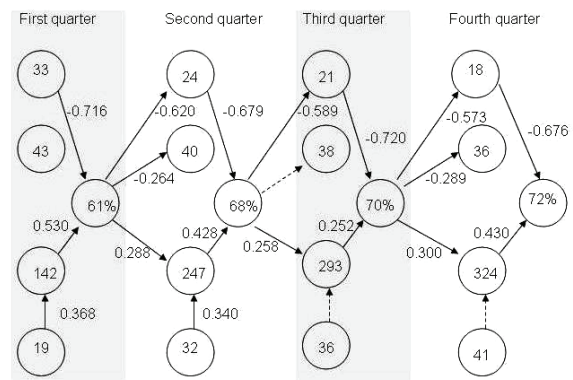 First quarter Second quarter Third quarter Fourth quarter
33 24 21 18
-0.716 -0.620 -0.679 -0.589 -0.720 -0.573 -0.676
43 40 38 36
-0.264 -0.289
61% 68% 70% 72%
0.530 0.288 0.428 0.258 0.252 0.300 0.430
142 247 293 324
0.368 0.340
19 32 36 41